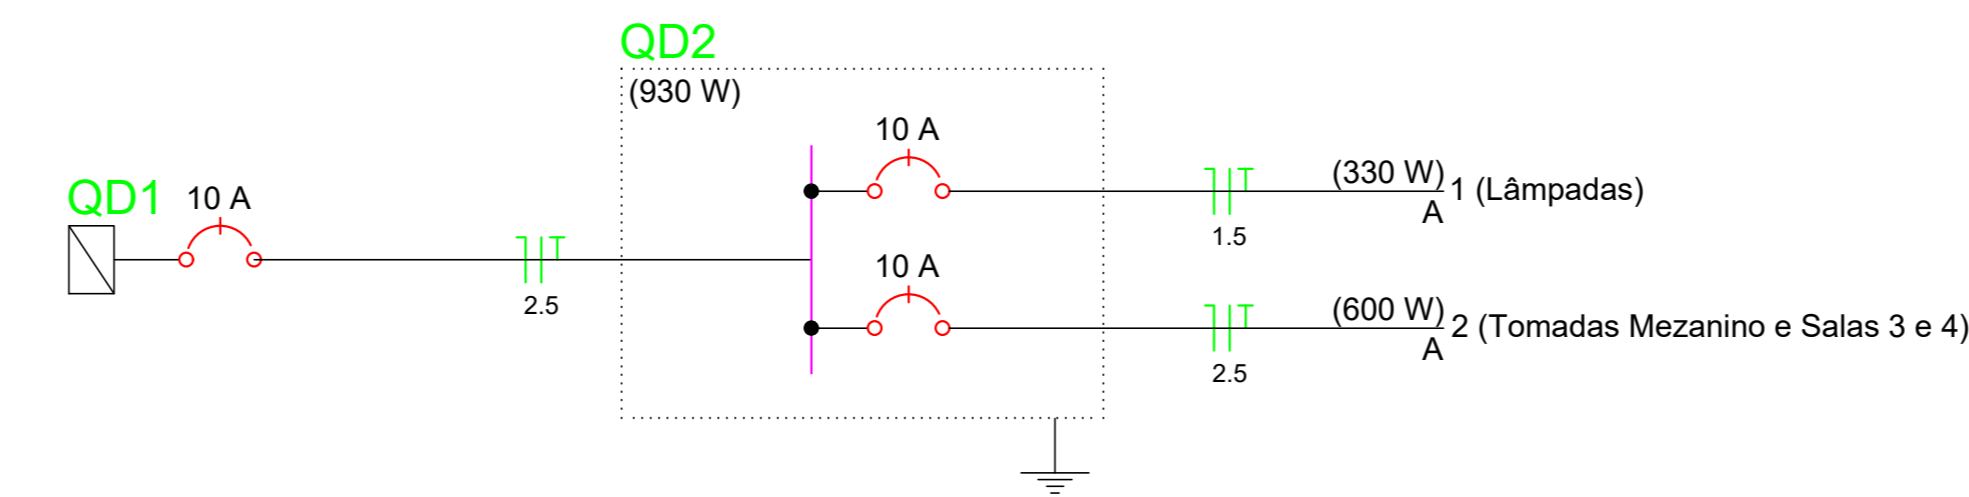 QD2
(930 W)
10 A
QD1
10 A
(330 W)
1 (Lâmpadas)
A
1.5
2.5
10 A
(600 W)
2 (Tomadas Mezanino e Salas 3 e 4)
A
2.5